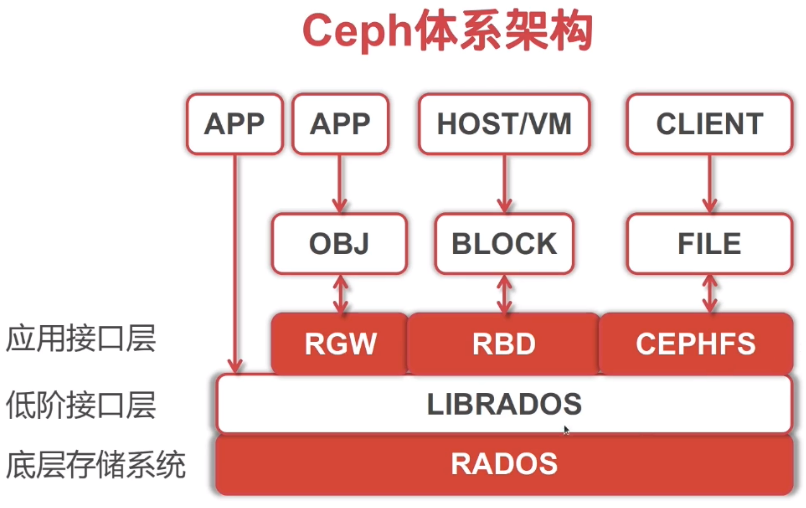 Ceph体系架构
APP APP HOST/VM CLIENT
OBJ BLOCK FILE
应用接口层 RGW RBD CEPHFS
低阶接口层 LIBRADOS
底层存储系统 RADOS